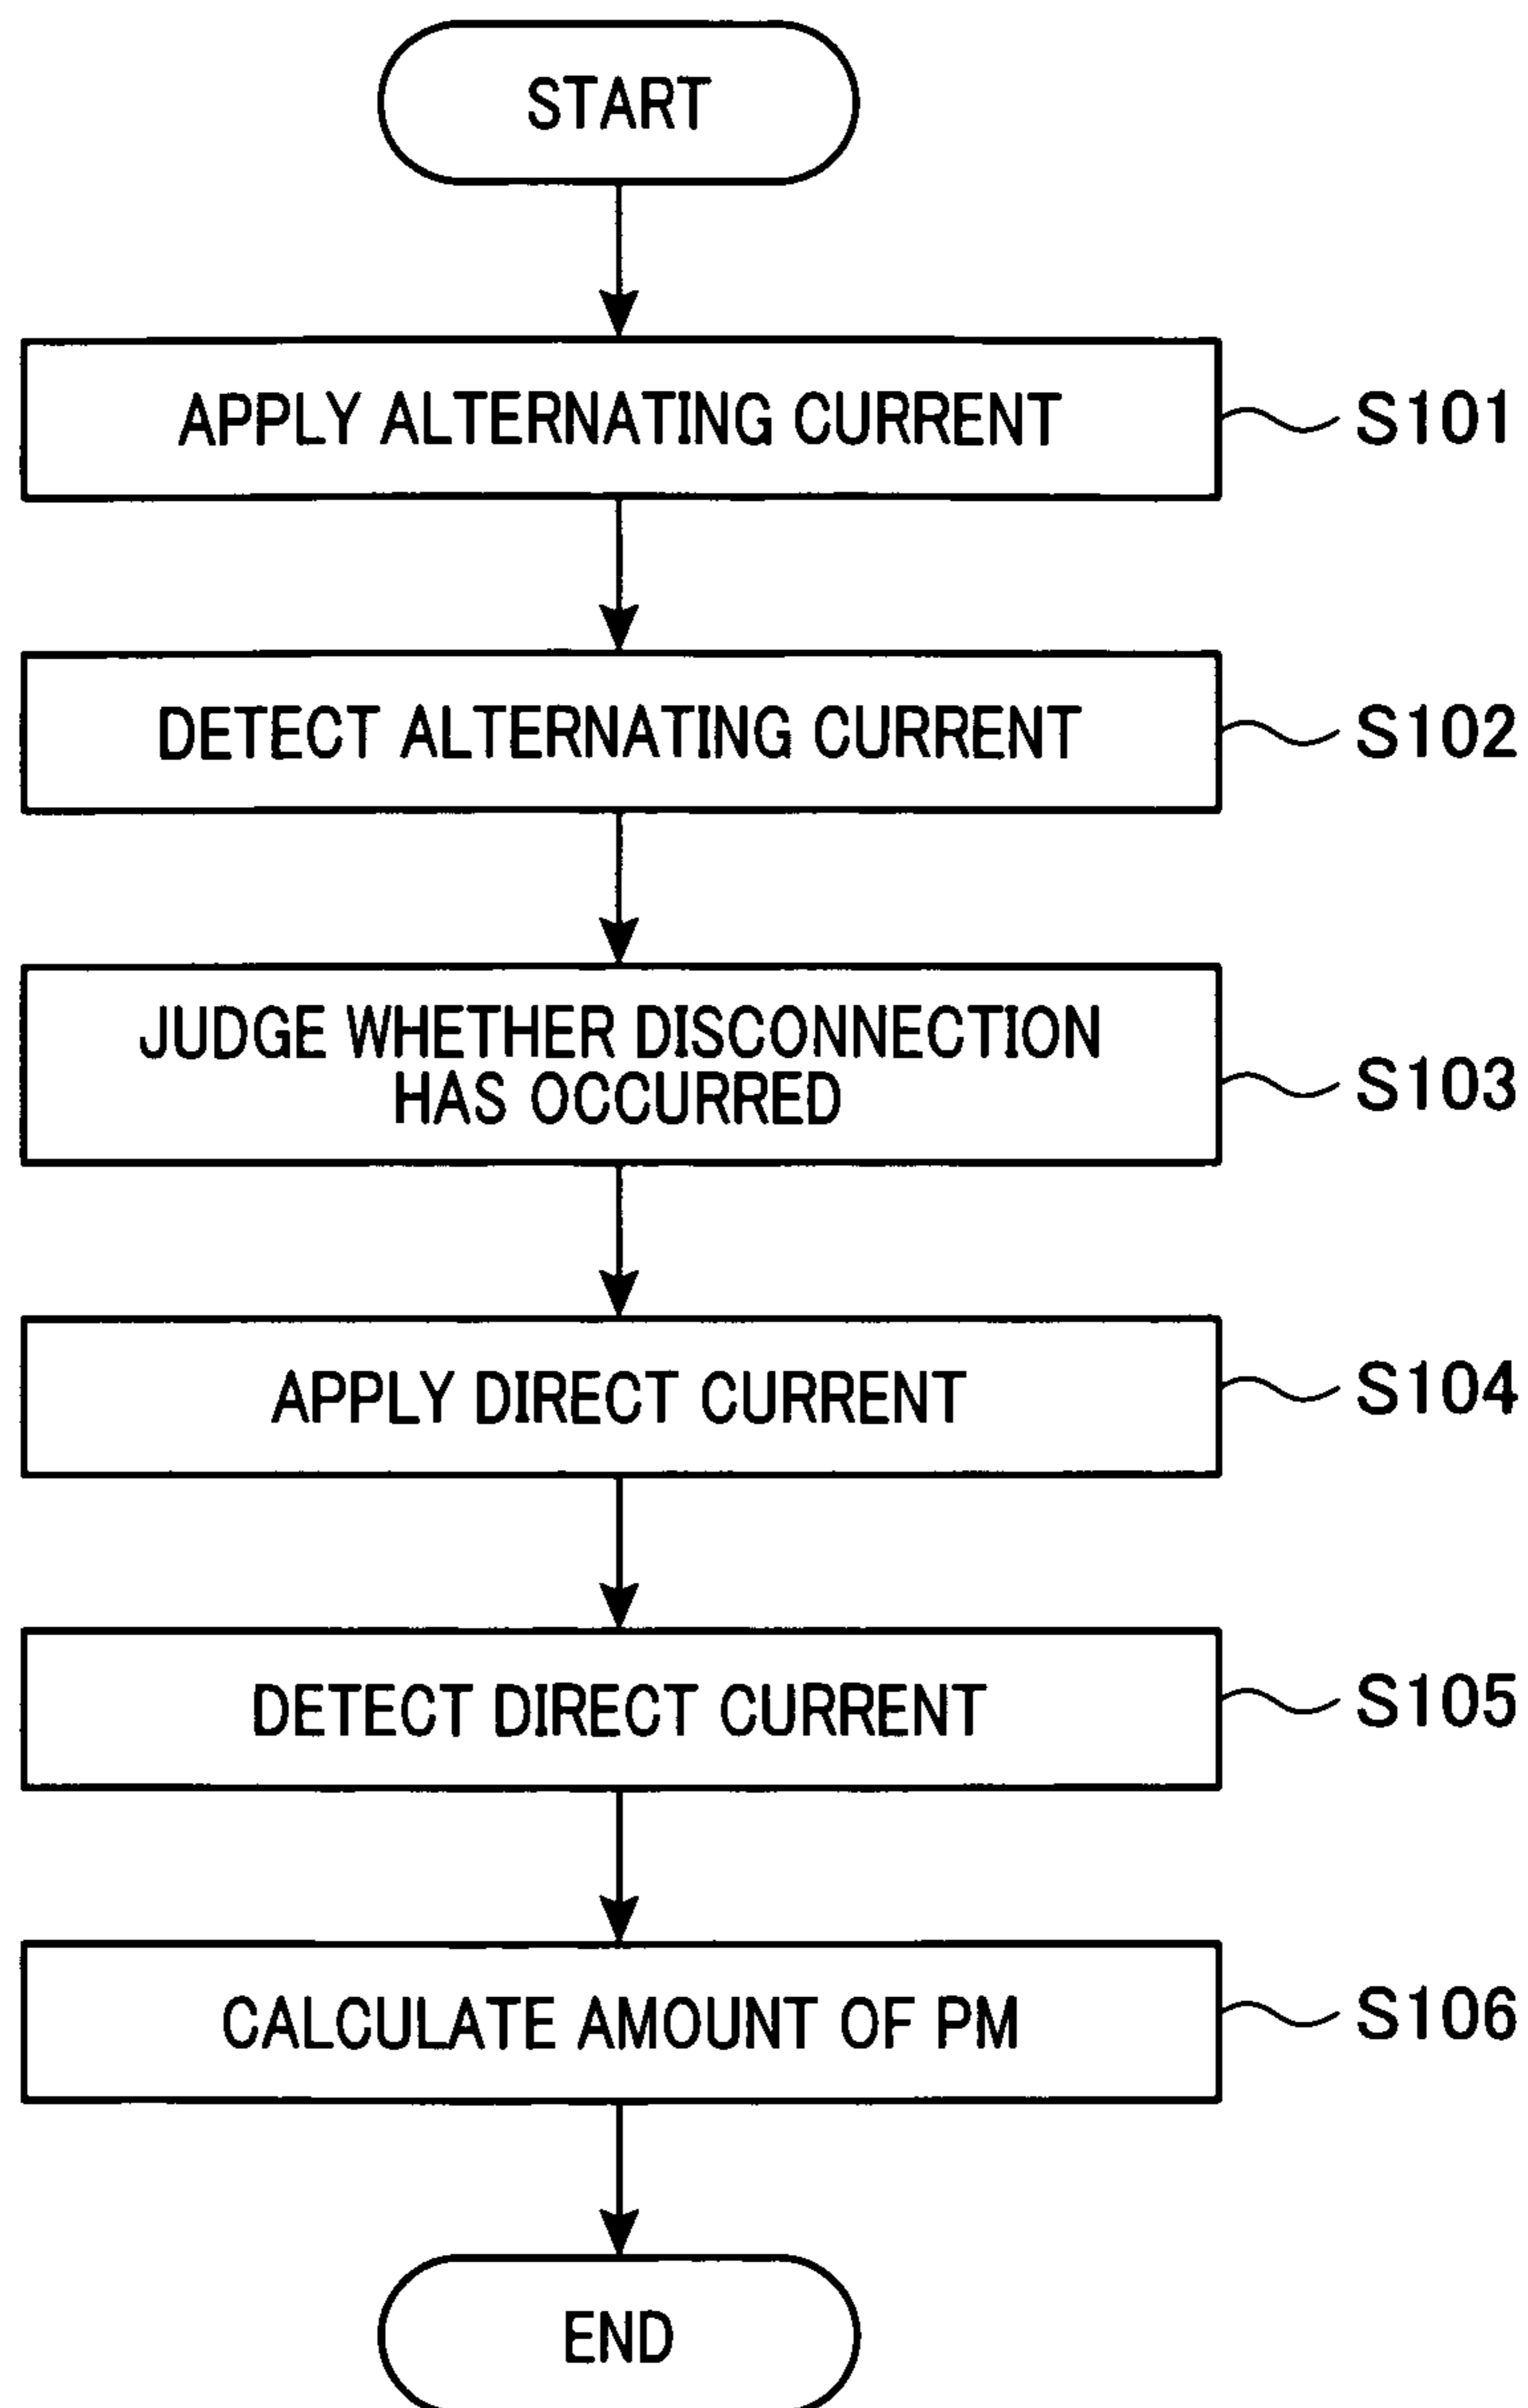 START
APPLY ALTERNATING CURRENT
S101
DETECT ALTERNATING CURRENT
S102
JUDGE WHETHER DISCONNECTION
HAS OCCURRED
S103
APPLY DIRECT CURRENT
S104
DETECT DIRECT CURRENT
S105
CALCULATE AMOUNT OF PM
S106
END